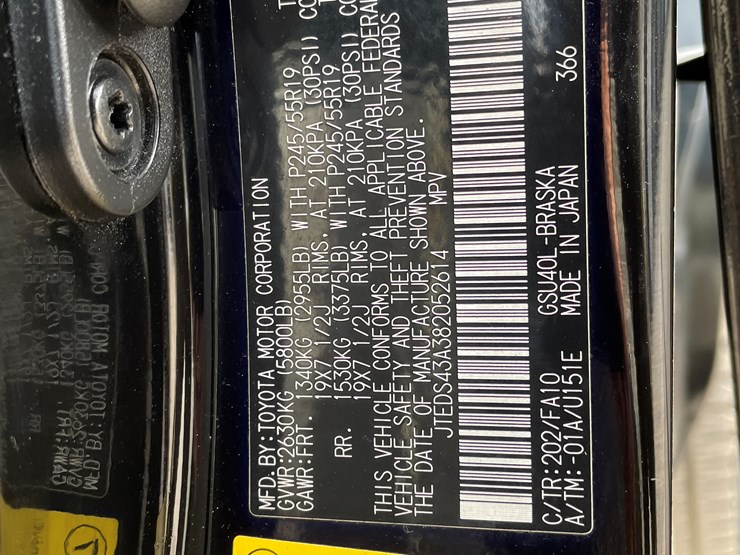 MFD.BY:TOYOTA MOTOR CORPORATION
GVWR:2630KG(5800LB)
GAWR:FRT. 1340KG(2955LB) WITH P245/55R19
19X7 1/2J RIMS, AT 210KPA (30PSI) CO
RR. 1530KG(3375LB) WITH P245/55R19
19X7 1/2J RIMS, AT 210KPA (30PSI) CO
THIS VEHICLE CONFORMS TO ALL APPLICABLE FEDERA
VEHICLE SAFETY AND THEFT PREVENTION STANDARDS
THE DATE OF MANUFACTURE SHOWN ABOVE.
JTEDS43A382052614 MPV
C/TR:202/FA10 GSU40L-BRASKA 366
A/TM:-01A/U151E MADE IN JAPAN